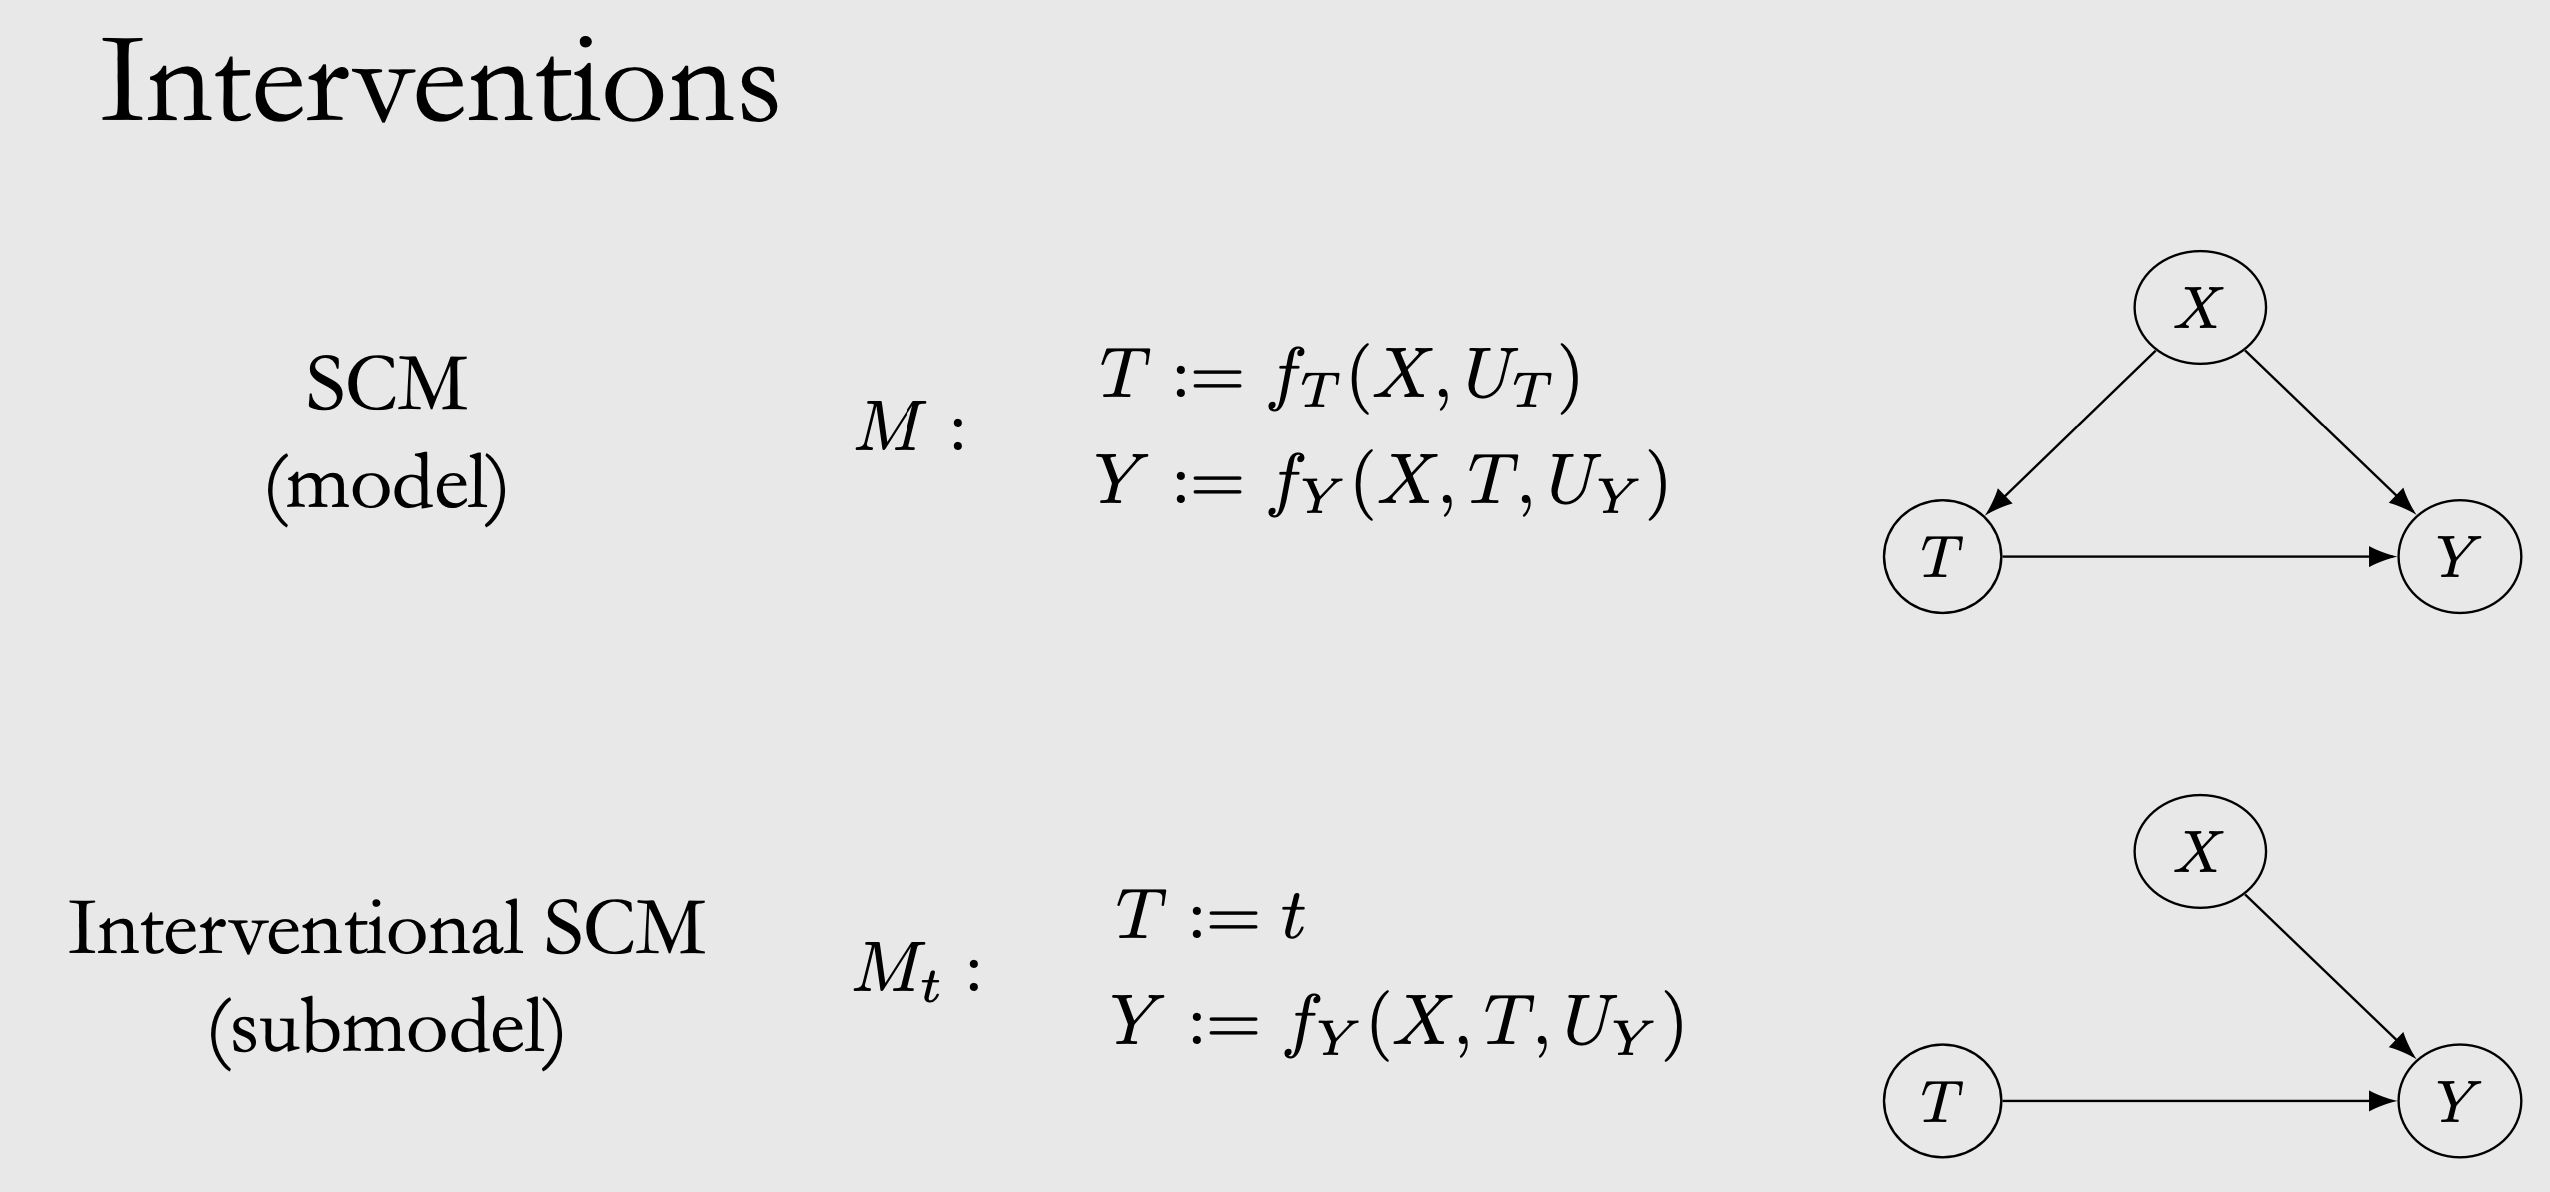 Interventions
SCM
(model)
M :
T := f_T(X, U_T)
Y := f_Y(X, T, U_Y)
X
T
Y
Interventional SCM
(submodel)
M_t :
T := t
Y := f_Y(X, T, U_Y)
X
T
Y